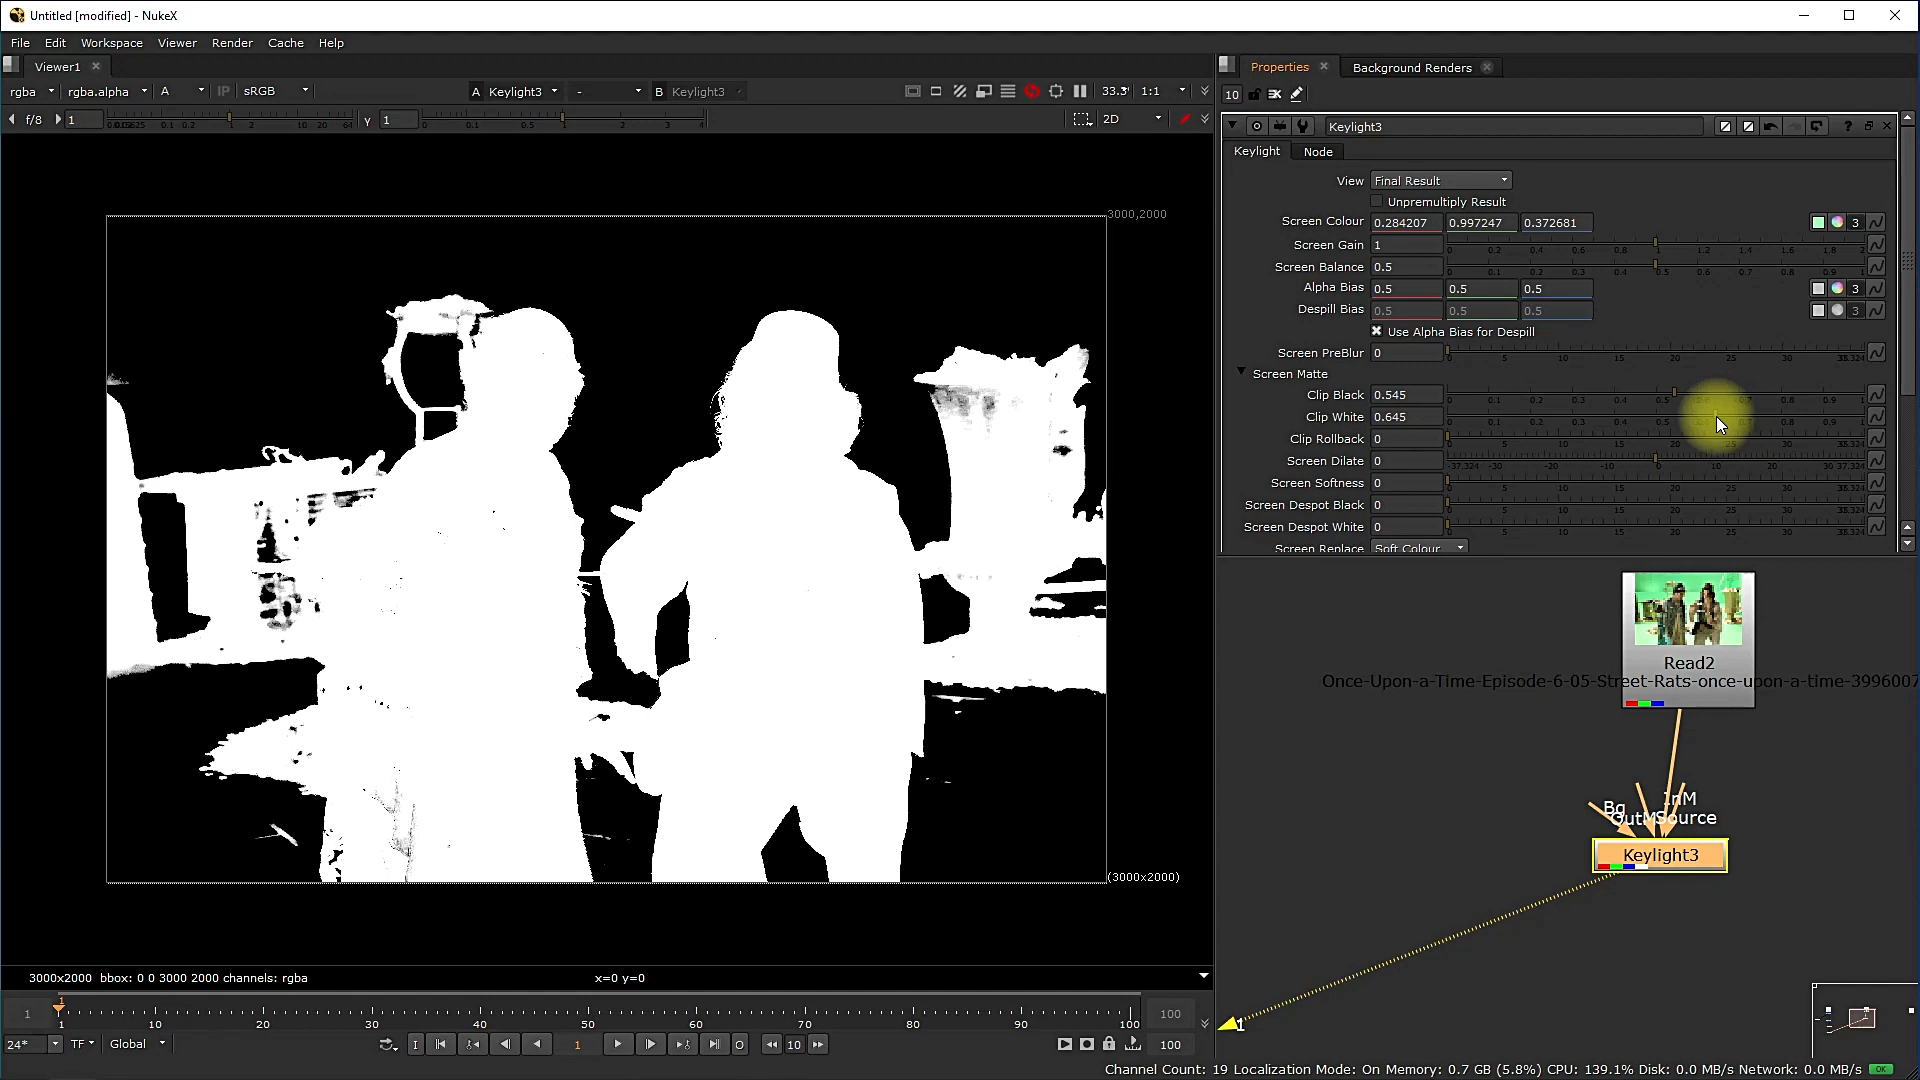 Untitled [modified] - NukeX
File Edit Workspace Viewer Render Cache Help
Viewer1
Properties
Background Renders
rgba rgba.alpha A IP sRGB
A Keylight3 -
B Keylight3
33.3
1:1
10
f/8 1
y 1
2D
Keylight3
Keylight Node
View Final Result
Unpremultiply Result
Screen Colour 0.284207 0.997247 0.372681 3
Screen Gain 1
Screen Balance 0.5
Alpha Bias 0.5 0.5 0.5 3
Despill Bias 0.5 0.5 0.5 3
Use Alpha Bias for Despill
Screen PreBlur 0
Screen Matte
Clip Black 0.545
Clip White 0.645
Clip Rollback 0
Screen Dilate 0
Screen Softness 0
Screen Despot Black 0
Screen Despot White 0
Screen Replace Soft Colour
3000,2000
(3000x2000)
Read2
Once-Upon-a-Time-Episode-6-05-Street-Rats-once-upon-a-time-3996007
InM
Bg
OutM
Source
Keylight3
1
3000x2000 bbox: 0 0 3000 2000 channels: rgba
x=0 y=0
1
1
100
1 10 20 30 40 50 60 70 80 90 100
24* TF Global
I
1
O
10
100
Channel Count: 19 Localization Mode: On Memory: 0.7 GB (5.8%) CPU: 139.1% Disk: 0.0 MB/s Network: 0.0 MB/s OK